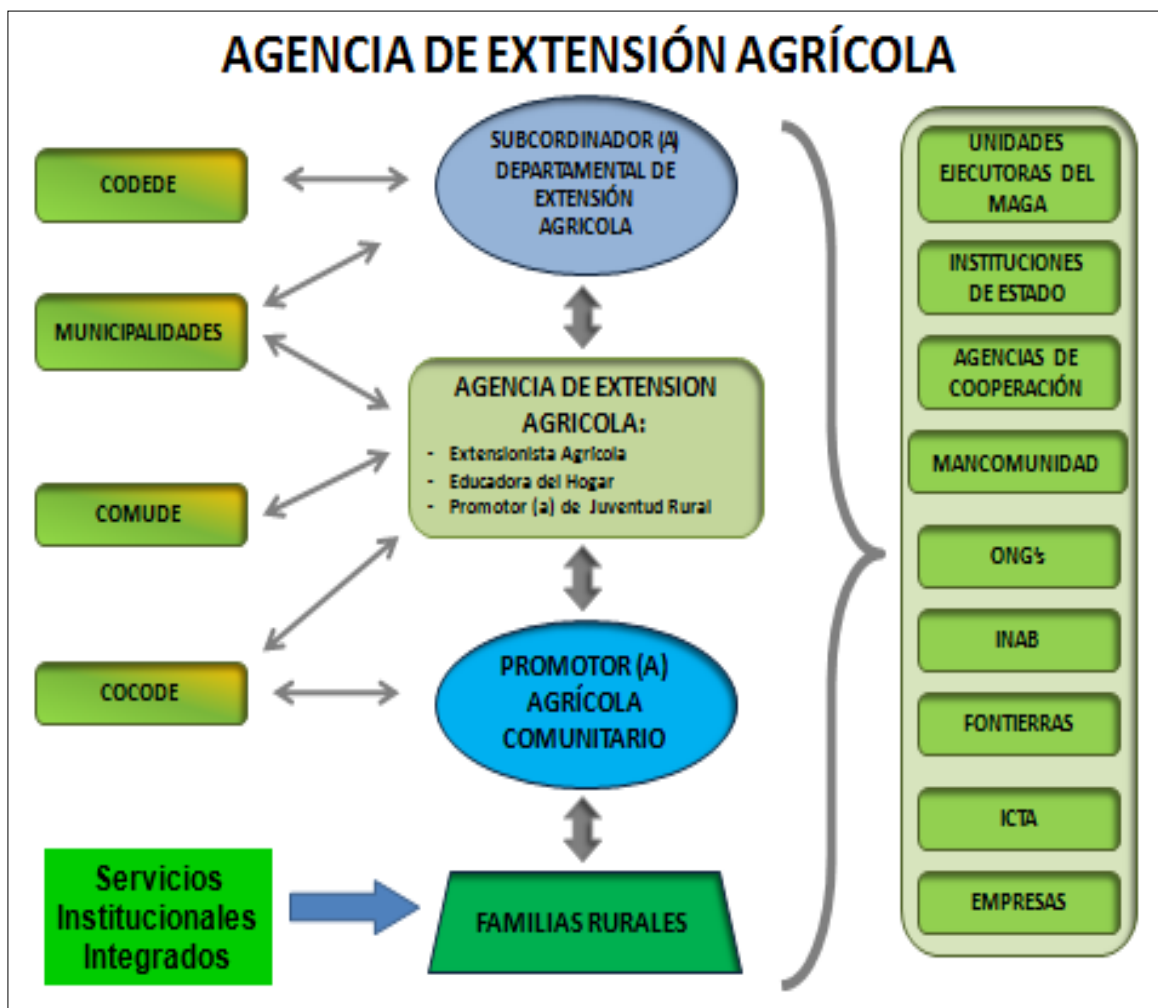 AGENCIA DE EXTENSIÓN AGRÍCOLA
CODEDE
MUNICIPALIDADES
COMUDE
COCODE
Servicios
Institucionales
Integrados
SUBCORDINADOR (A)
DEPARTAMENTAL DE
EXTENSIÓN
AGRICOLA
AGENCIA DE EXTENSION
AGRICOLA:
- Extensionista Agrícola
- Educadora del Hogar
- Promotor (a) de Juventud Rural
PROMOTOR (A)
AGRÍCOLA
COMUNITARIO
FAMILIAS RURALES
UNIDADES
EJECUTORAS DEL
MAGA
INSTITUCIONES
DE ESTADO
AGENCIAS DE
COOPERACIÓN
MANCOMUNIDAD
ONG's
INAB
FONTIERRAS
ICTA
EMPRESAS